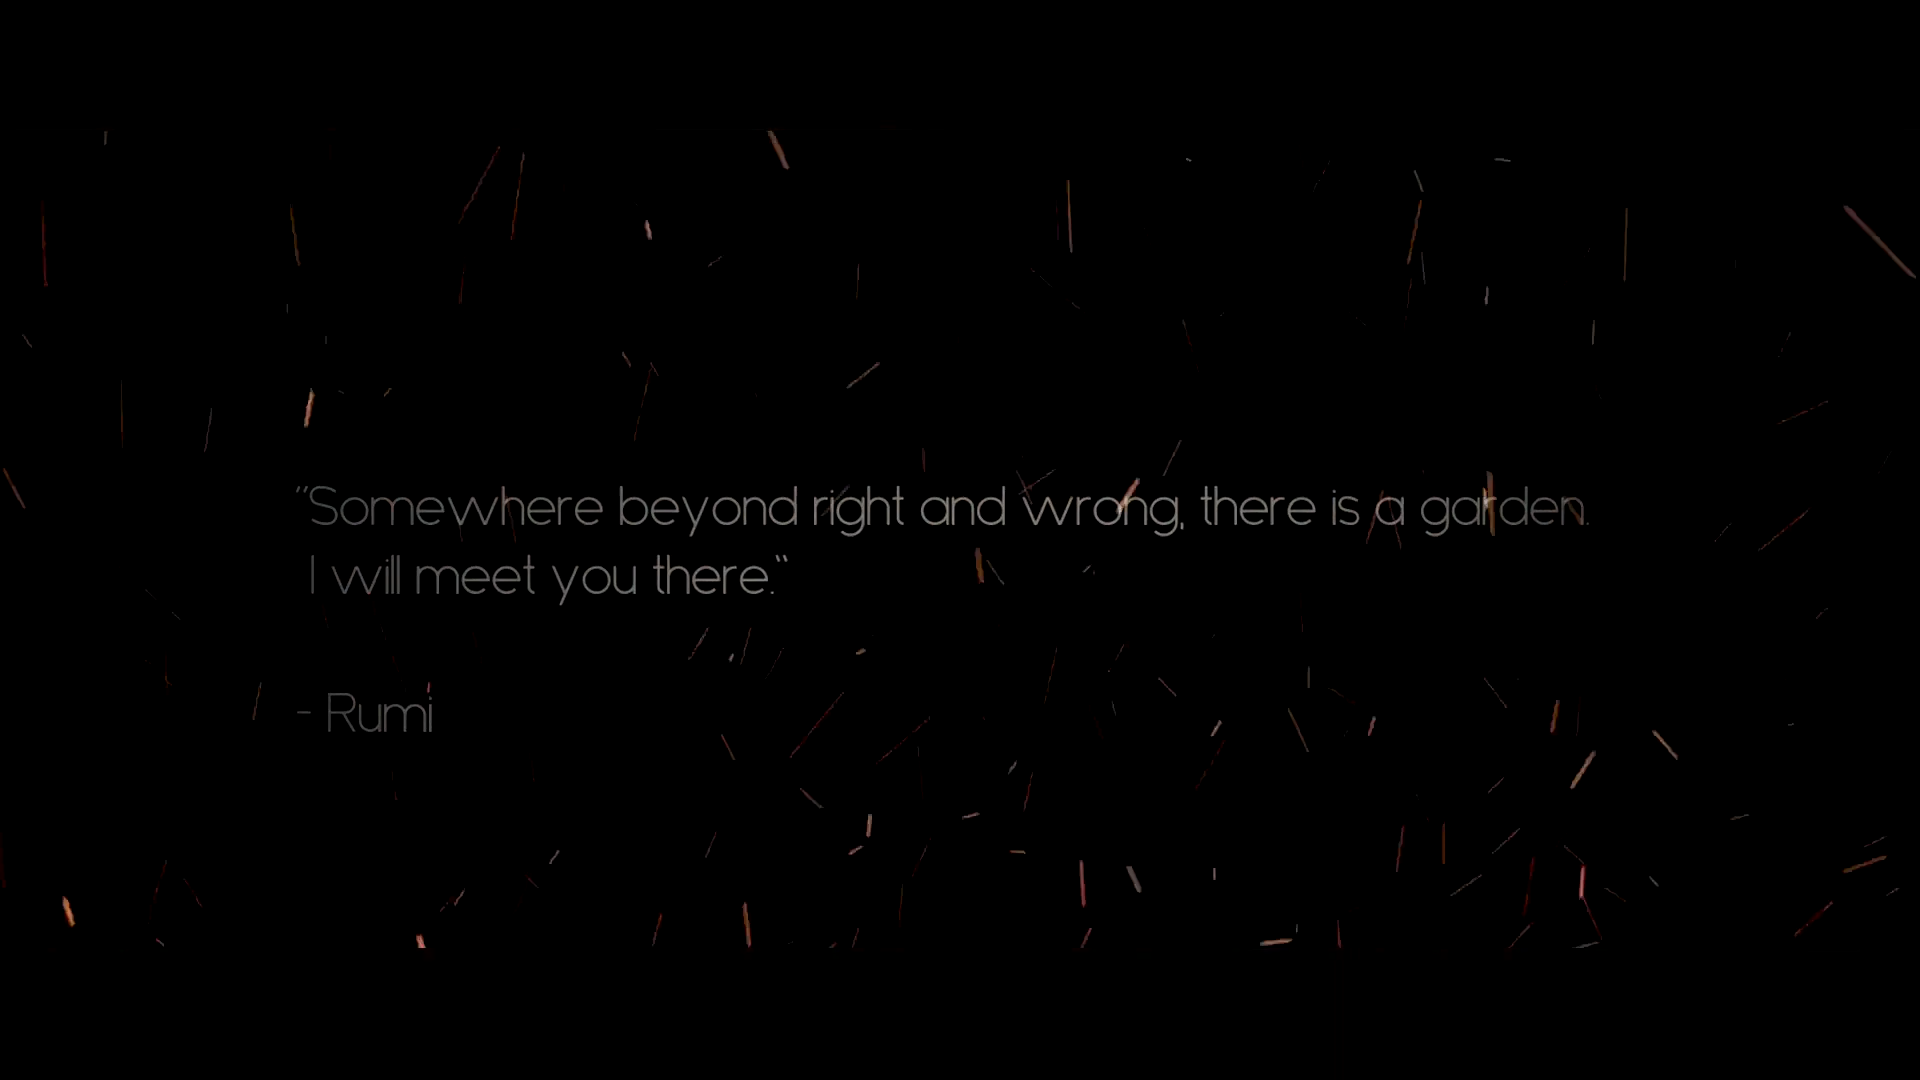 “Somewhere beyond right and wrong, there is a garden.
I will meet you there.“
- Rumi